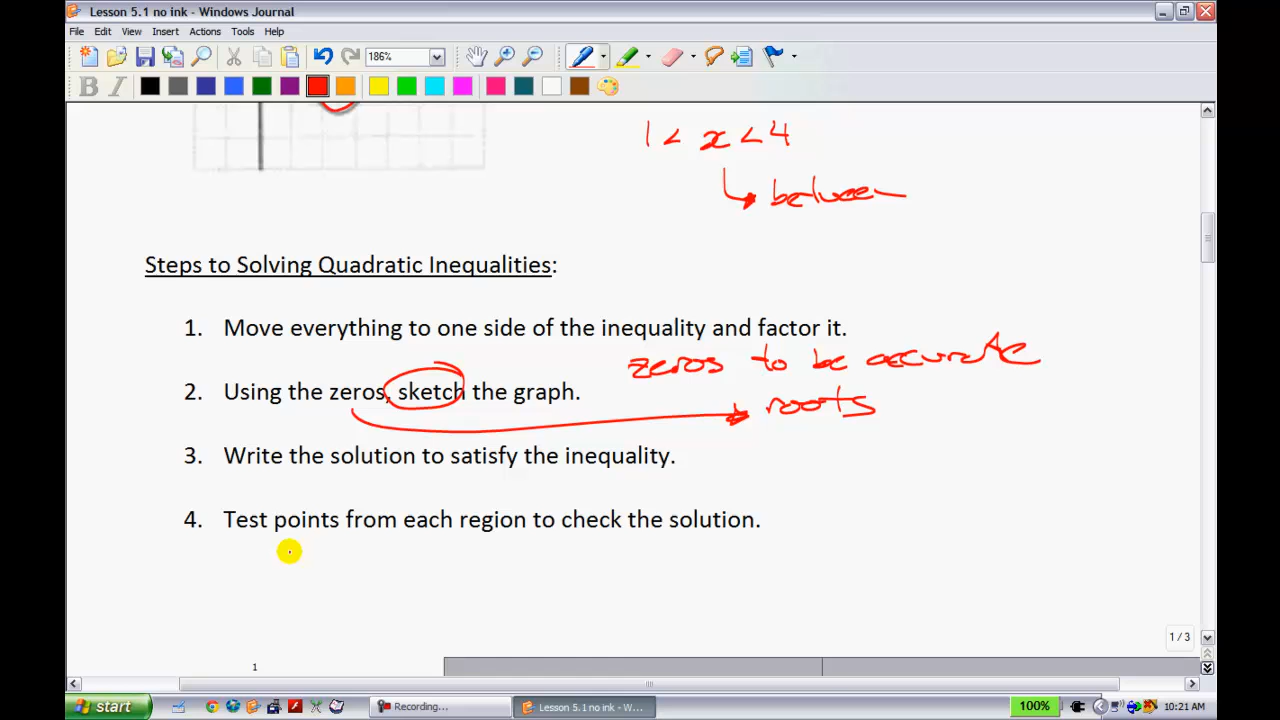 Lesson 5.1 no ink - Windows Journal
File Edit View Insert Actions Tools Help
186%
B I
1 < x < 4
between
Steps to Solving Quadratic Inequalities:
1. Move everything to one side of the inequality and factor it.
zeros to be accurate
2. Using the zeros, sketch the graph.
roots
3. Write the solution to satisfy the inequality.
4. Test points from each region to check the solution.
1 / 3
1
start Recording... Lesson 5.1 no ink - W... 100% 10:21 AM